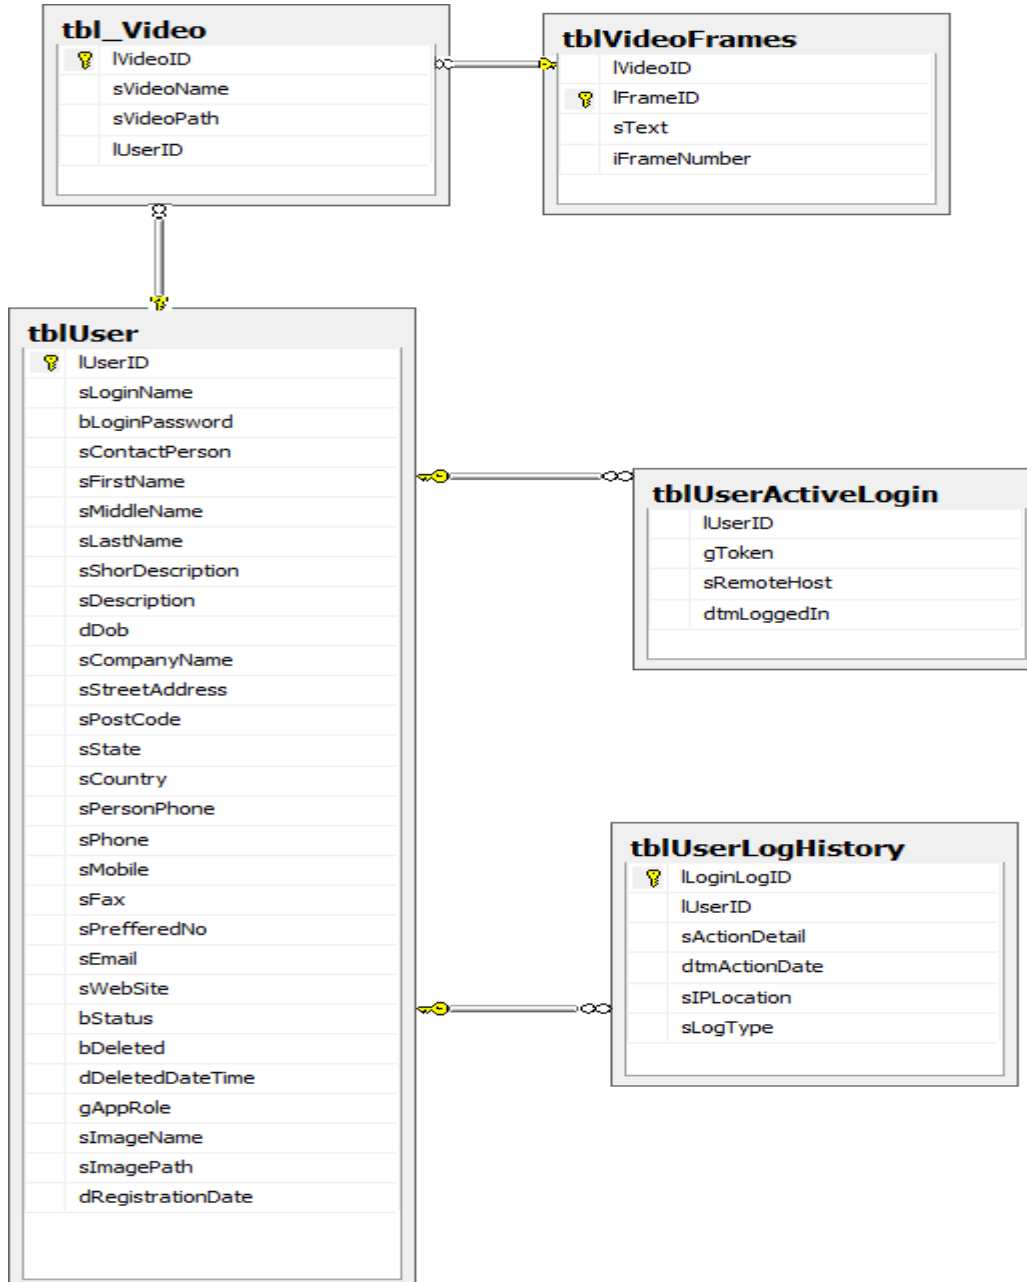 tbl_Video
lVideoID
sVideoName
sVideoPath
lUserID
tblVideoFrames
lVideoID
lFrameID
sText
iFrameNumber
tblUser
lUserID
sLoginName
bLoginPassword
sContactPerson
sFirstName
sMiddleName
sLastName
sShorDescription
sDescription
dDob
sCompanyName
sStreetAddress
sPostCode
sState
sCountry
sPersonPhone
sPhone
sMobile
sFax
sPrefferedNo
sEmail
sWebSite
bStatus
bDeleted
dDeletedDateTime
gAppRole
sImageName
sImagePath
dRegistrationDate
tblUserActiveLogin
lUserID
gToken
sRemoteHost
dtmLoggedIn
tblUserLogHistory
lLoginLogID
lUserID
sActionDetail
dtmActionDate
sIPLocation
sLogType